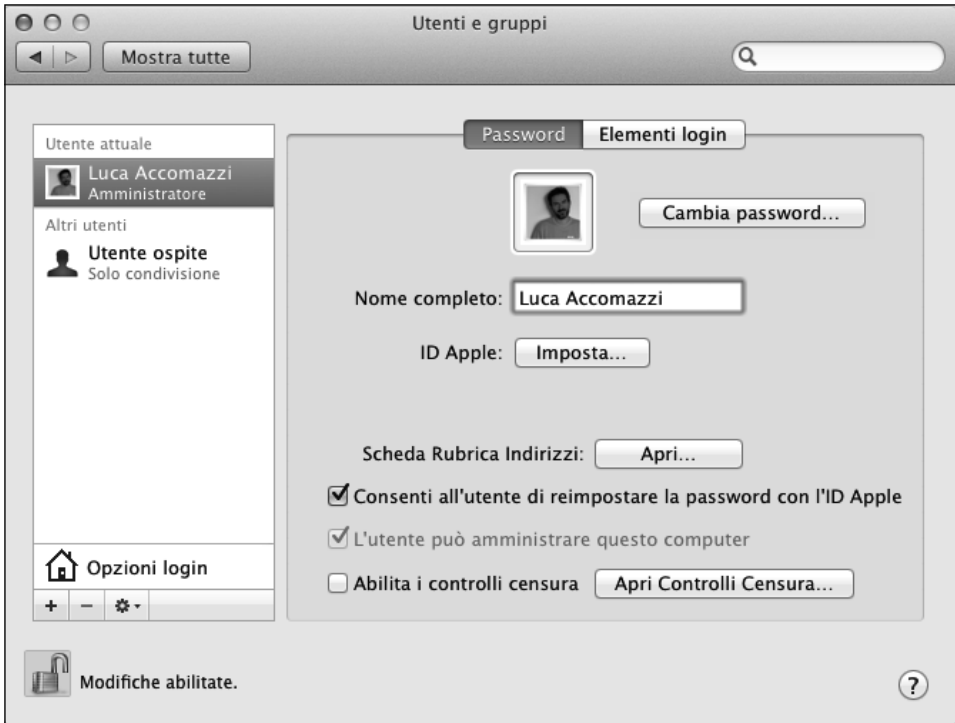 Utenti e gruppi
Mostra tutte
Utente attuale
Luca Accomazzi
Amministratore
Altri utenti
Utente ospite
Solo condivisione
Opzioni login
Password Elementi login
Cambia password...
Nome completo: Luca Accomazzi
ID Apple: Imposta...
Scheda Rubrica Indirizzi: Apri...
Consenti all'utente di reimpostare la password con l'ID Apple
L'utente può amministrare questo computer
Abilita i controlli censura Apri Controlli Censura...
Modifiche abilitate.
?